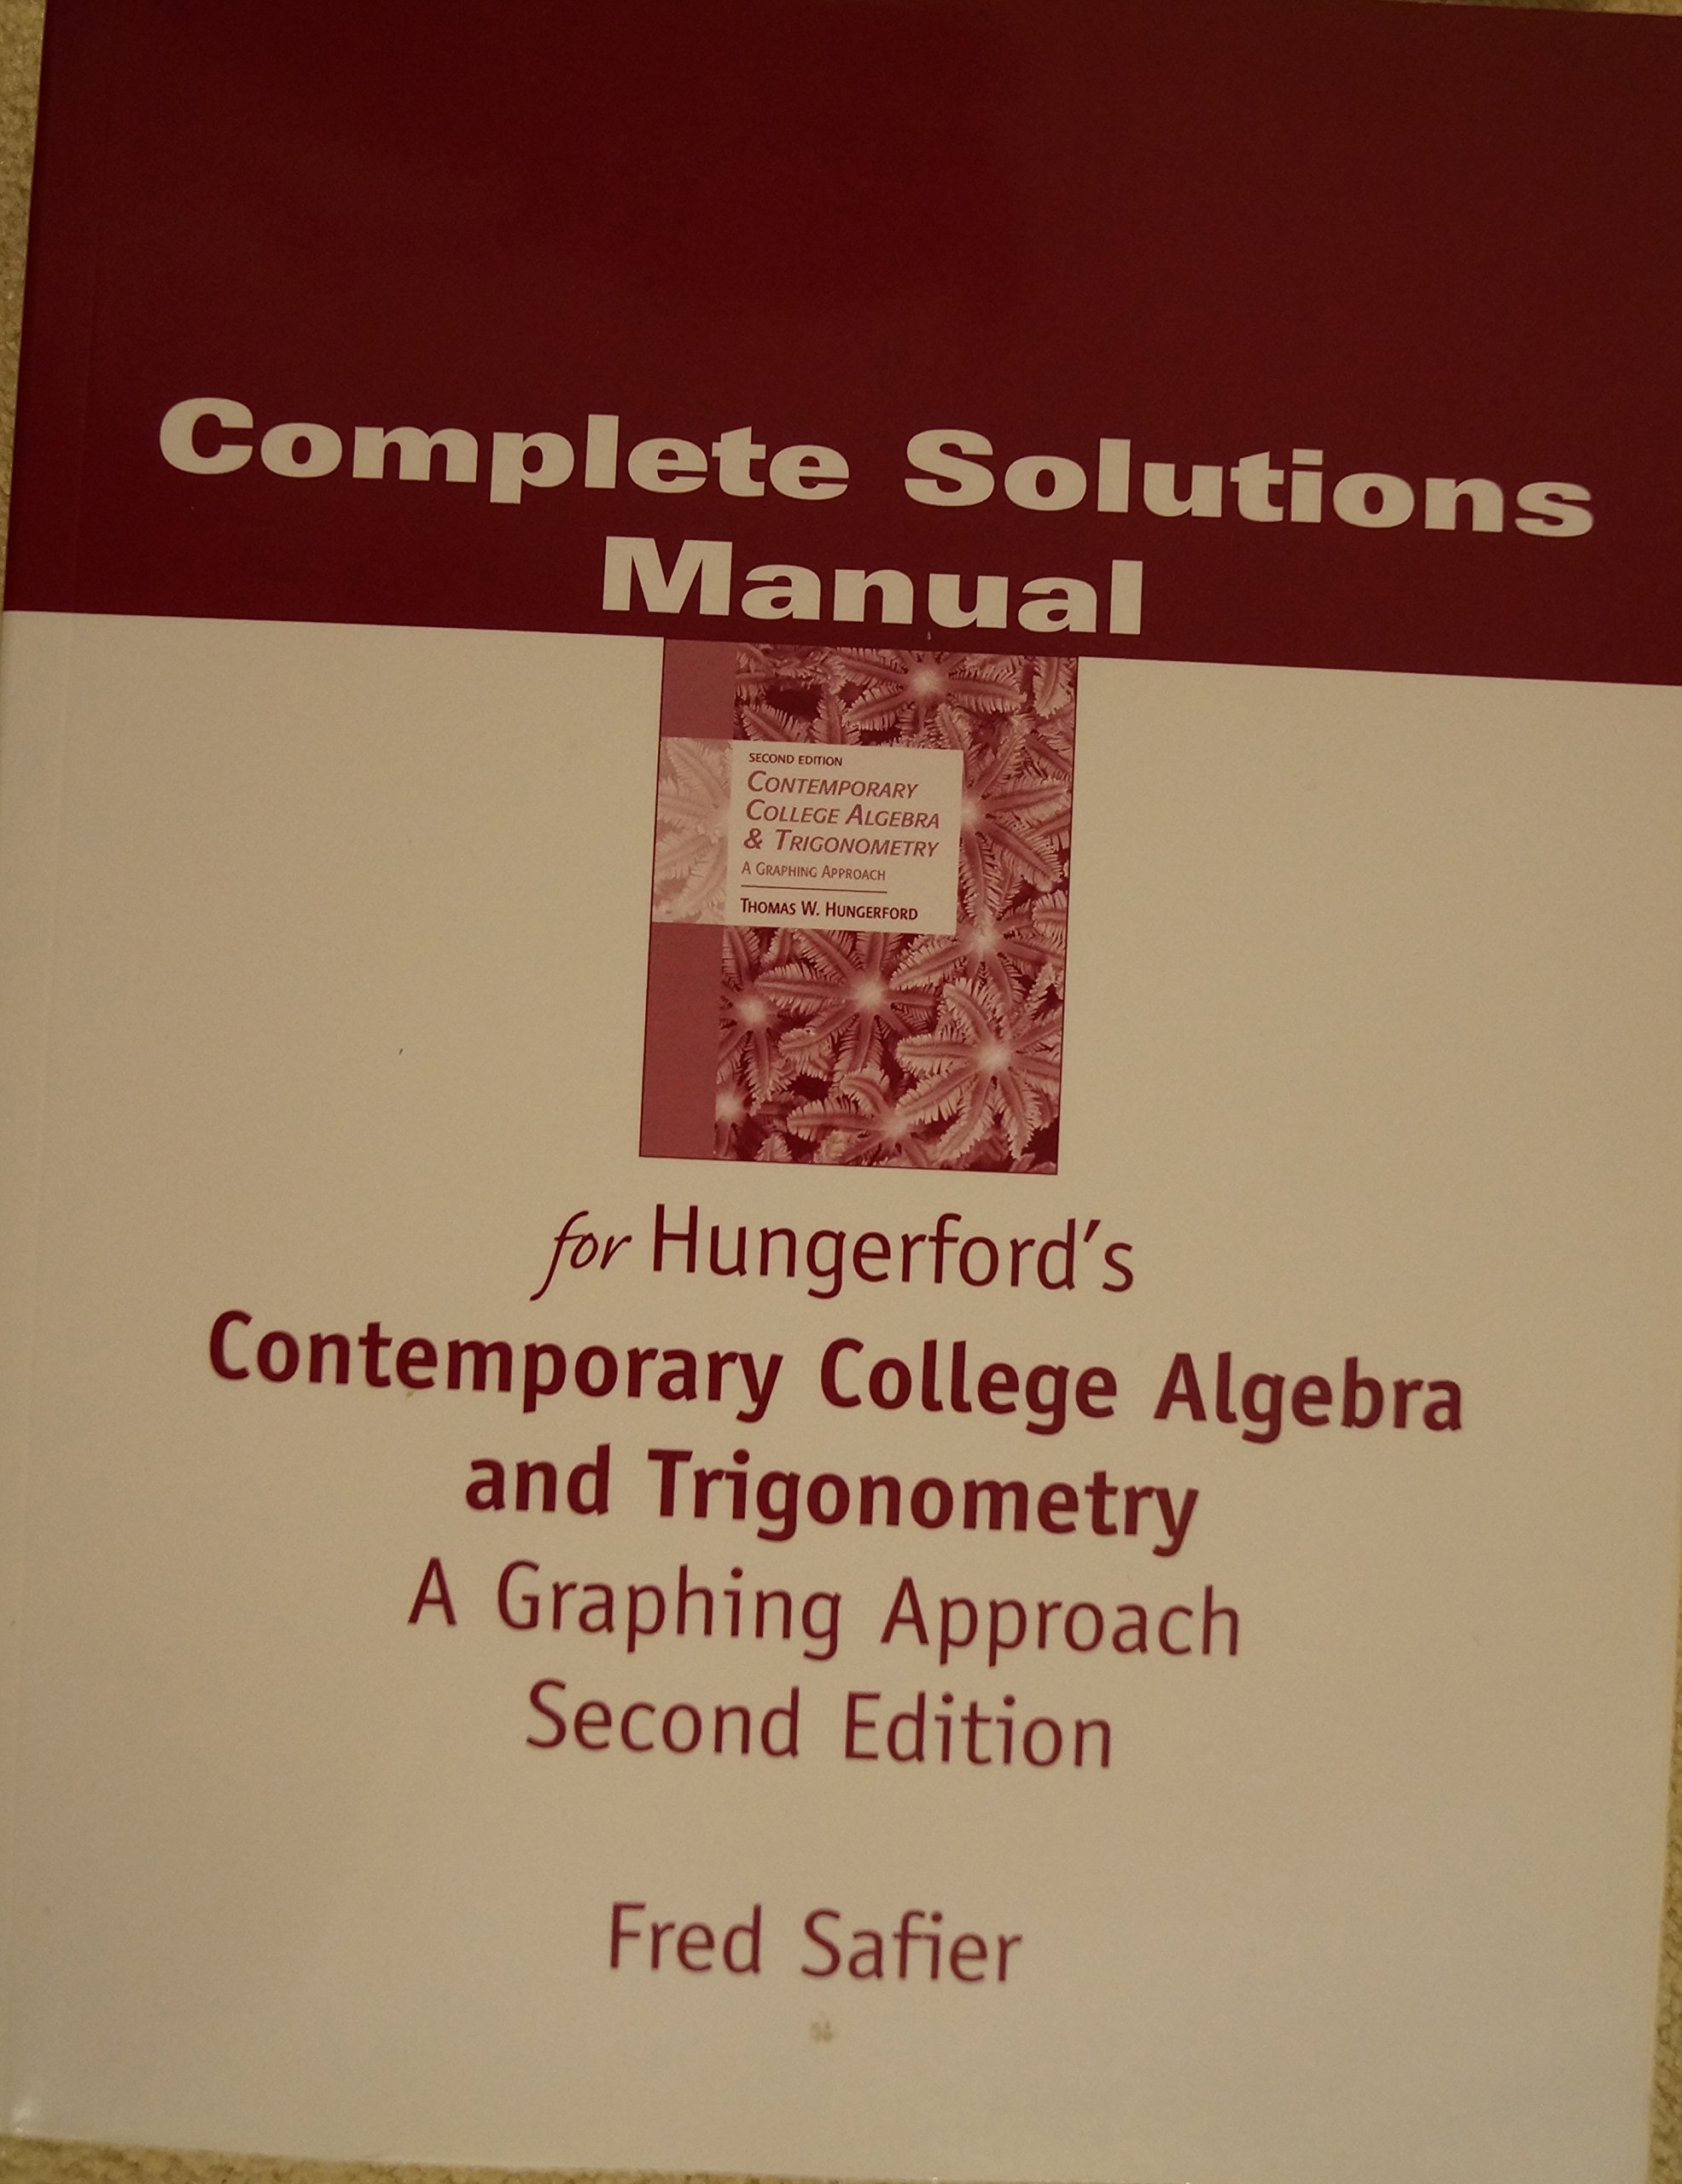 Complete Solutions
Manual
SECOND EDITION
CONTEMPORARY
COLLEGE ALGEBRA
& TRIGONOMETRY
A GRAPHING APPROACH
THOMAS W. HUNGERFORD
for Hungerford's
Contemporary College Algebra
and Trigonometry
A Graphing Approach
Second Edition
Fred Safier